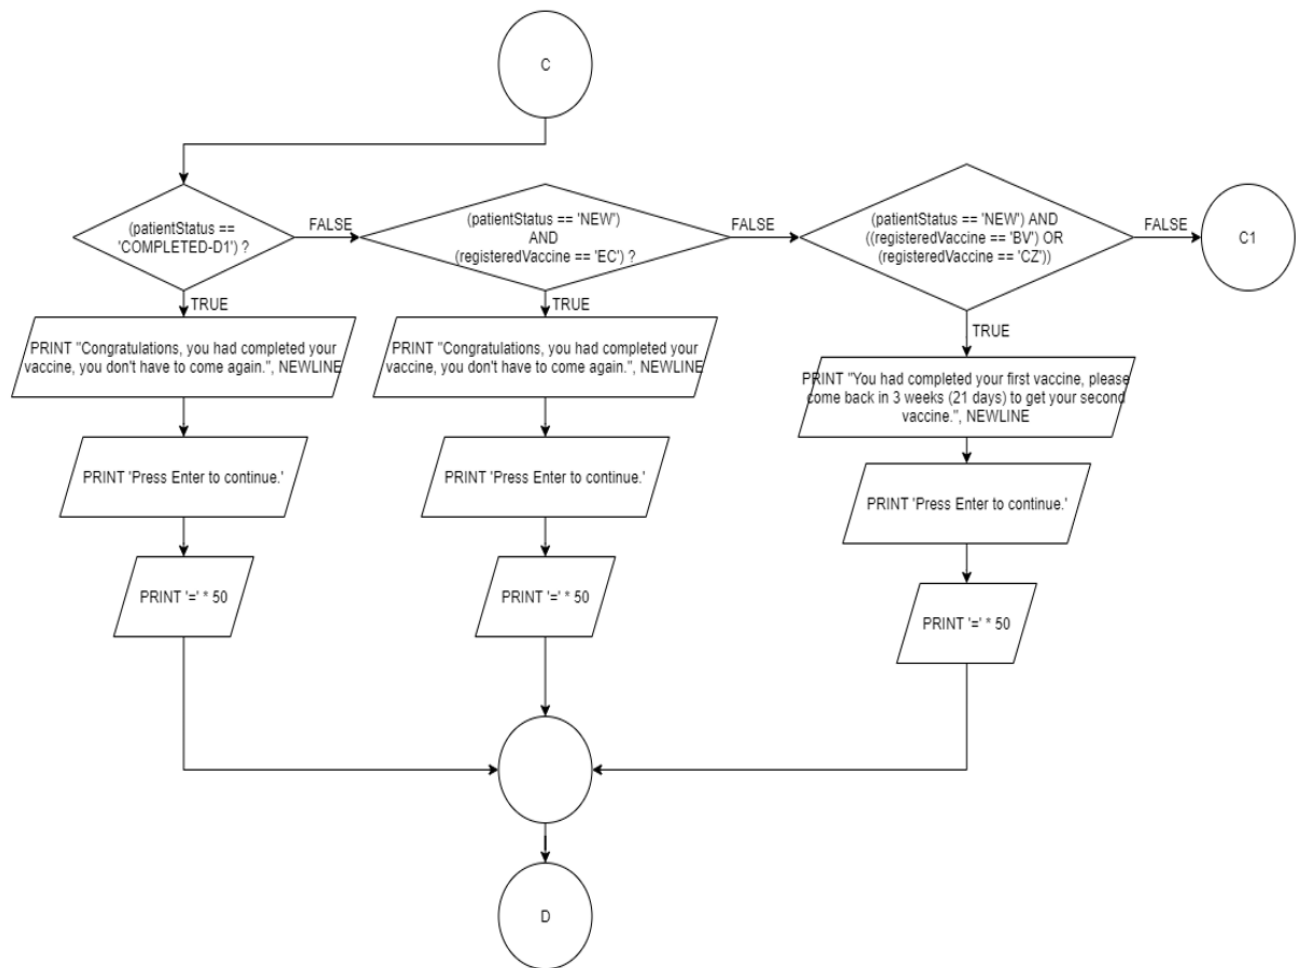 C
(patientStatus ==
'COMPLETED-D1') ?
FALSE
(patientStatus == 'NEW')
AND
(registeredVaccine == 'EC') ?
FALSE
(patientStatus == 'NEW') AND
((registeredVaccine == 'BV') OR
(registeredVaccine == 'CZ'))
FALSE
C1
TRUE
PRINT "Congratulations, you had completed your
vaccine, you don't have to come again.", NEWLINE
PRINT 'Press Enter to continue.'
PRINT '=' * 50
TRUE
PRINT "Congratulations, you had completed your
vaccine, you don't have to come again.", NEWLINE
PRINT 'Press Enter to continue.'
PRINT '=' * 50
TRUE
PRINT "You had completed your first vaccine, please
come back in 3 weeks (21 days) to get your second
vaccine.", NEWLINE
PRINT 'Press Enter to continue.'
PRINT '=' * 50
D